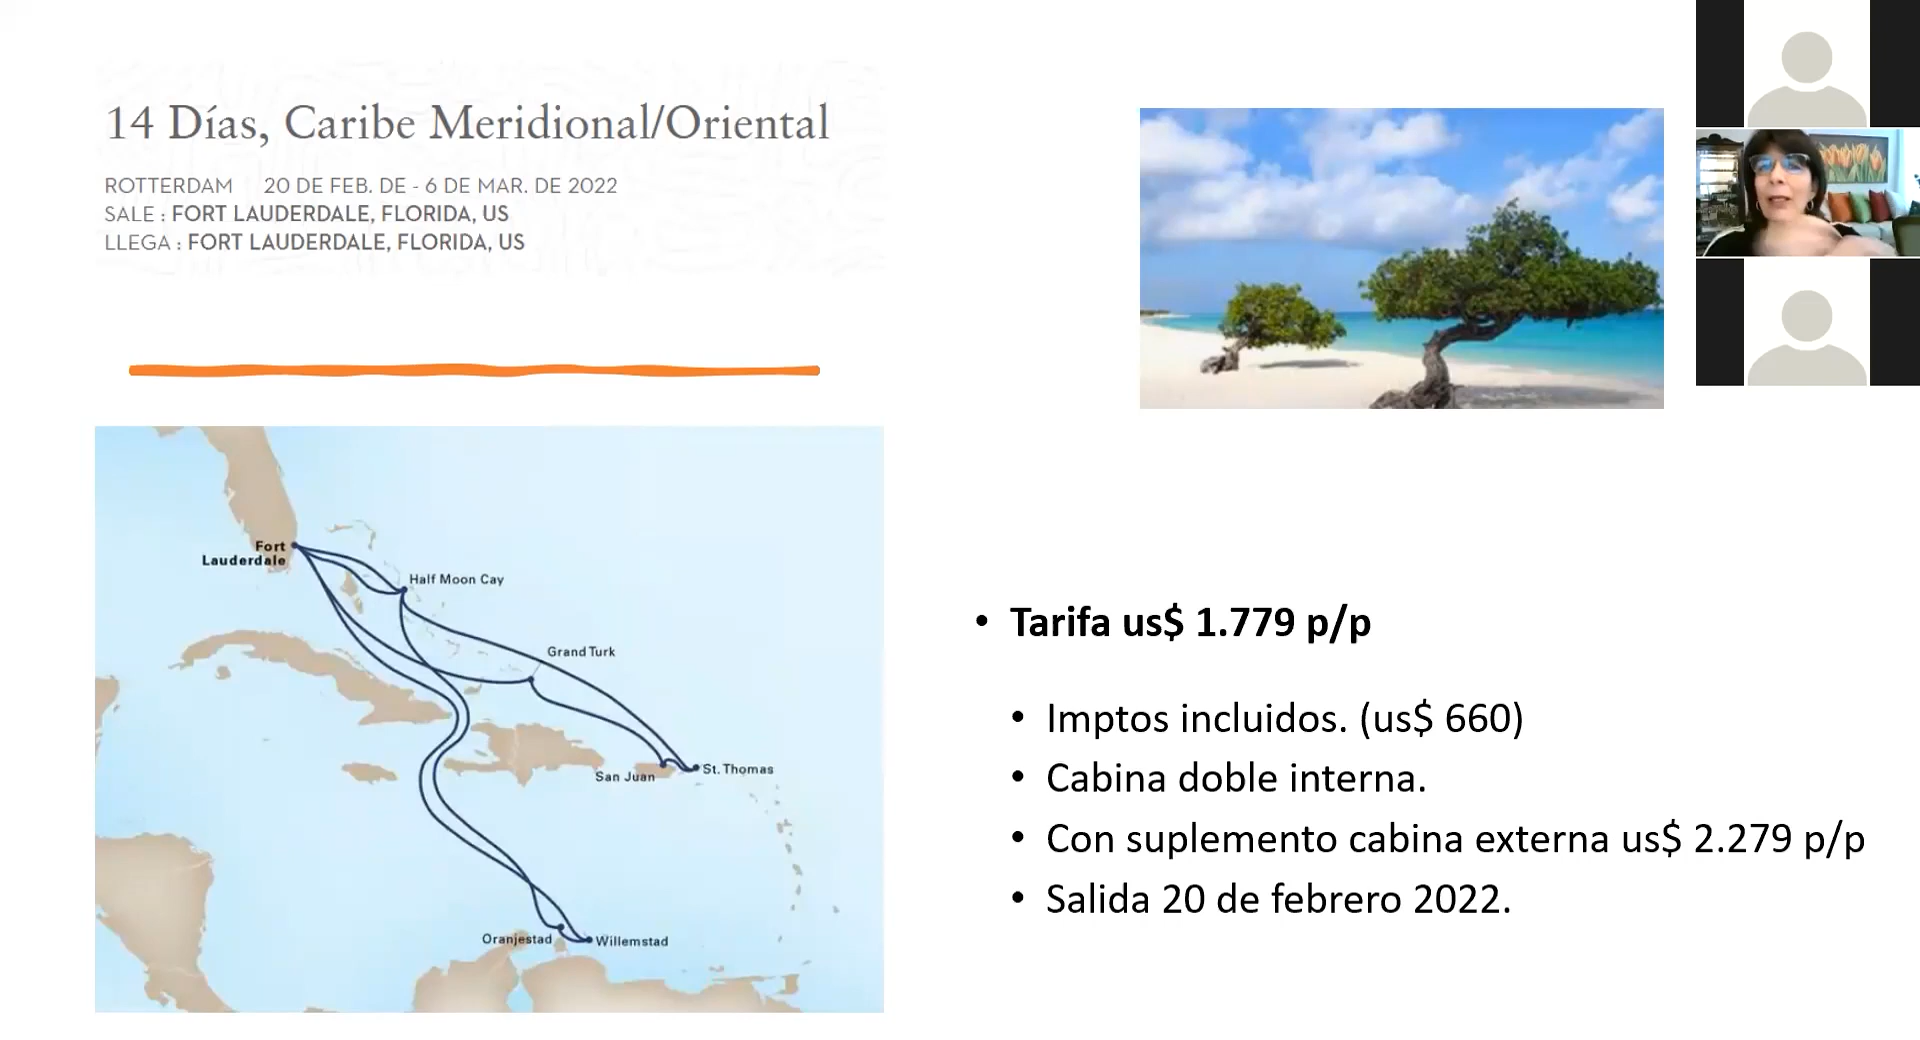 14 Días, Caribe Meridional/Oriental
ROTTERDAM 20 DE FEB. DE - 6 DE MAR. DE 2022
SALE : FORT LAUDERDALE, FLORIDA, US
LLEGA : FORT LAUDERDALE, FLORIDA, US
Fort
Lauderdale
Half Moon Cay
Grand Turk
San Juan
St. Thomas
Oranjestad
Willemstad
• Tarifa us$ 1.779 p/p
• Imptos incluidos. (us$ 660)
• Cabina doble interna.
• Con suplemento cabina externa us$ 2.279 p/p
• Salida 20 de febrero 2022.